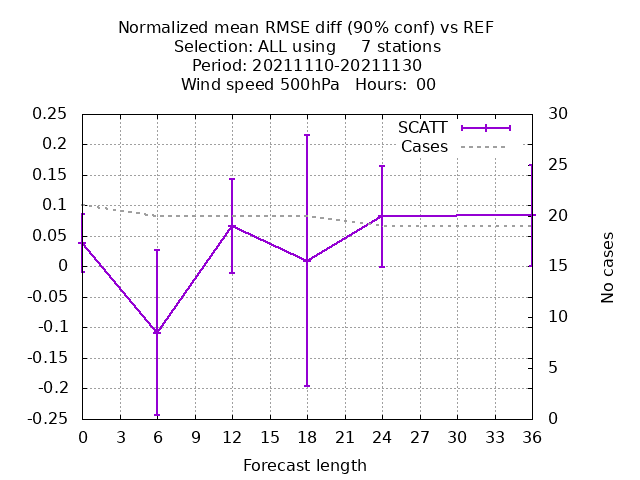 Normalized mean RMSE diff (90% conf) vs REF
Selection: ALL using     7 stations
Period: 20211110-20211130
Wind speed 500hPa   Hours:  00
0.25
0.2
0.15
0.1
0.05
0
-0.05
-0.1
-0.15
-0.2
-0.25
SCATT
Cases
30
25
20
15
10
5
0
No cases
0 3 6 9 12 15 18 21 24 27 30 33 36
Forecast length